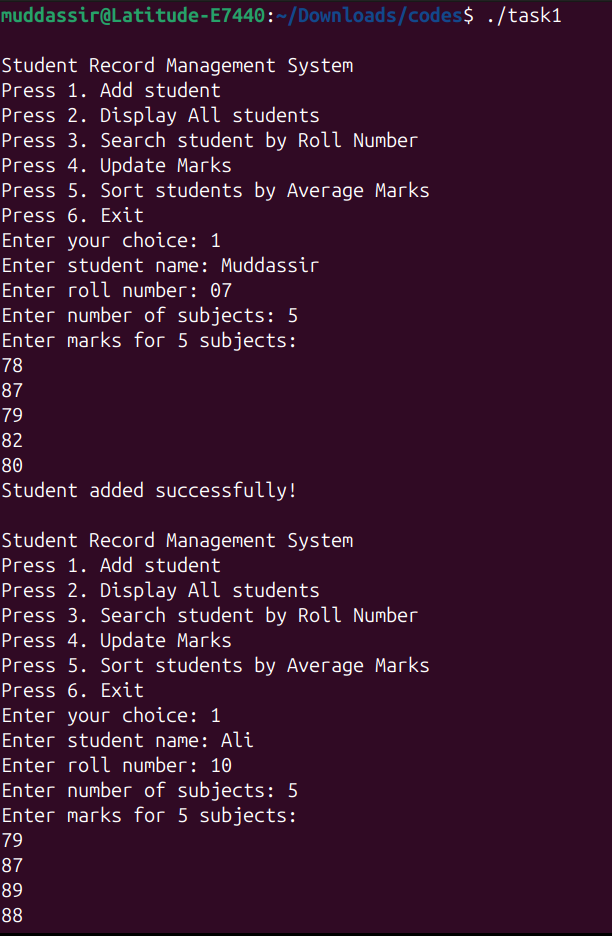 muddassir@Latitude-E7440:~/Downloads/codes$ ./task1
Student Record Management System
Press 1. Add student
Press 2. Display All students
Press 3. Search student by Roll Number
Press 4. Update Marks
Press 5. Sort students by Average Marks
Press 6. Exit
Enter your choice: 1
Enter student name: Muddassir
Enter roll number: 07
Enter number of subjects: 5
Enter marks for 5 subjects:
78
87
79
82
80
Student added successfully!
Student Record Management System
Press 1. Add student
Press 2. Display All students
Press 3. Search student by Roll Number
Press 4. Update Marks
Press 5. Sort students by Average Marks
Press 6. Exit
Enter your choice: 1
Enter student name: Ali
Enter roll number: 10
Enter number of subjects: 5
Enter marks for 5 subjects:
79
87
89
88